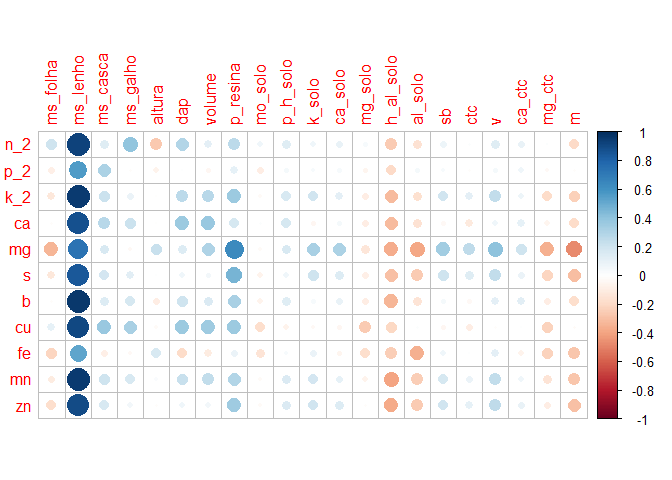 ms_folha
ms_lenho
ms_casca
ms_galho
altura
dap
volume
p_resina
mo_solo
p_h_solo
k_solo
ca_solo
mg_solo
h_al_solo
al_solo
sb
ctc
v
ca_ctc
mg_ctc
m
n_2
p_2
k_2
ca
mg
s
b
cu
fe
mn
zn
1
0.8
0.6
0.4
0.2
0
-0.2
-0.4
-0.6
-0.8
-1